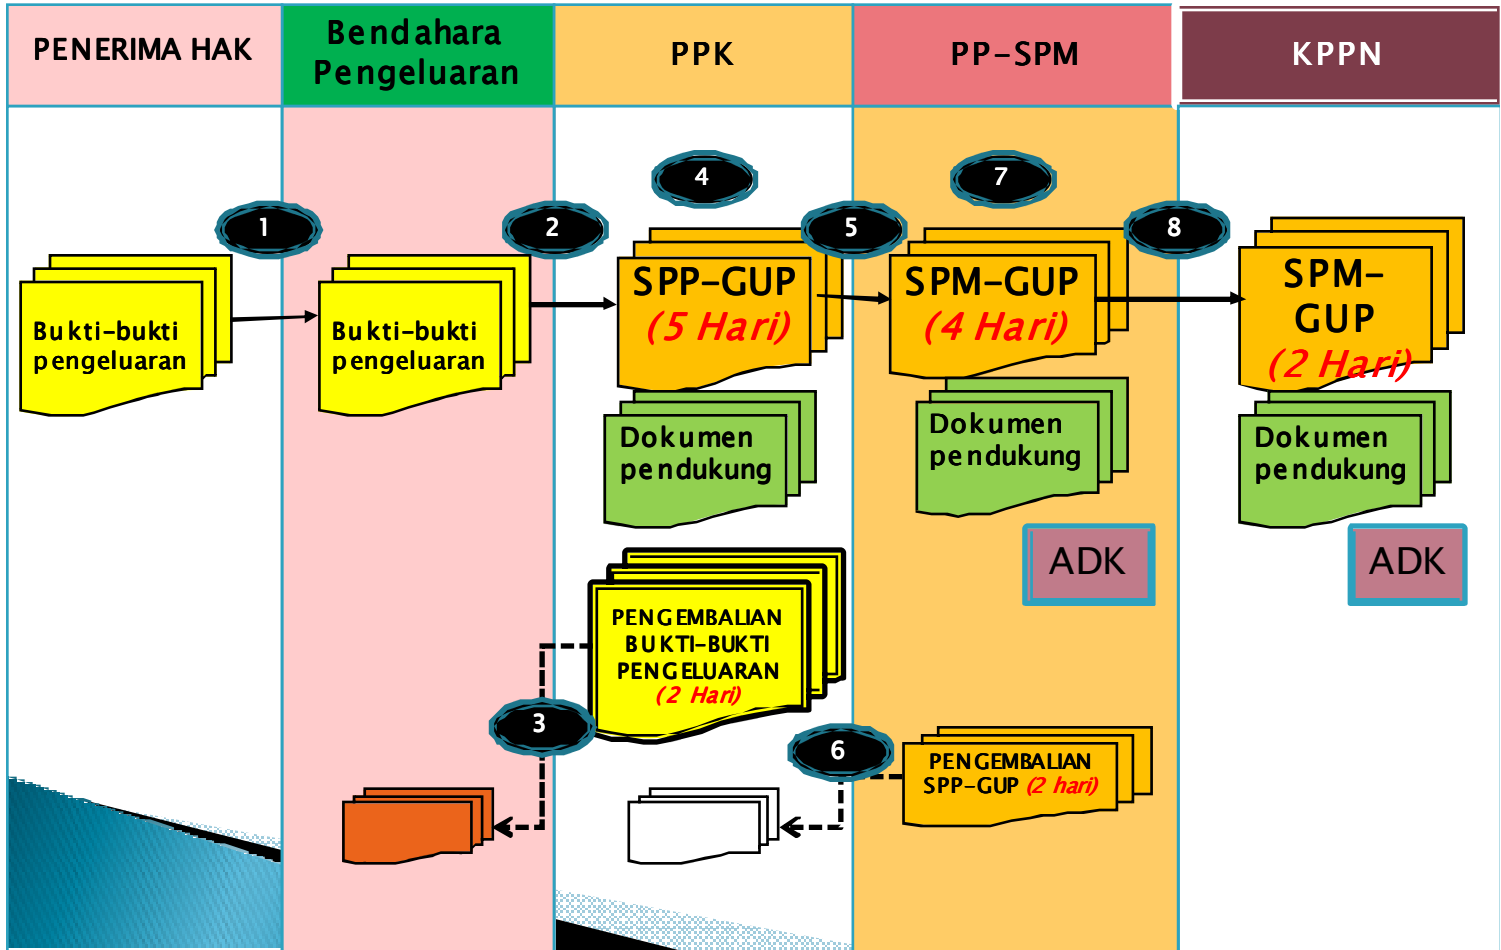 PENERIMA HAK
Bendahara
Pengeluaran
PPK
PP-SPM
KPPN
1
2
4
5
7
8
Bukti-bukti
pengeluaran
Bukti-bukti
pengeluaran
SPP-GUP
(5 Hari)
Dokumen
pendukung
SPM-GUP
(4 Hari)
Dokumen
pendukung
ADK
SPM-
GUP
(2 Hari)
Dokumen
pendukung
ADK
PENGEMBALIAN
BUKTI-BUKTI
PENGELUARAN
(2 Hari)
3
6
PENGEMBALIAN
SPP-GUP (2 hari)